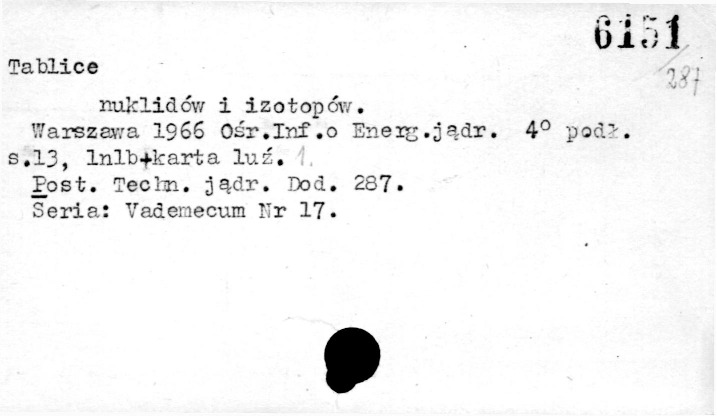 6151
/287
Tablice
nuklidów i izotopów.
Warszawa 1966 Ośr.Inf.o Energ.jądr. 4° podł.
s.13, lnlb+karta luź. 1.
Post. Techn. jądr. Dod. 287.
Seria: Vademecum Nr 17.